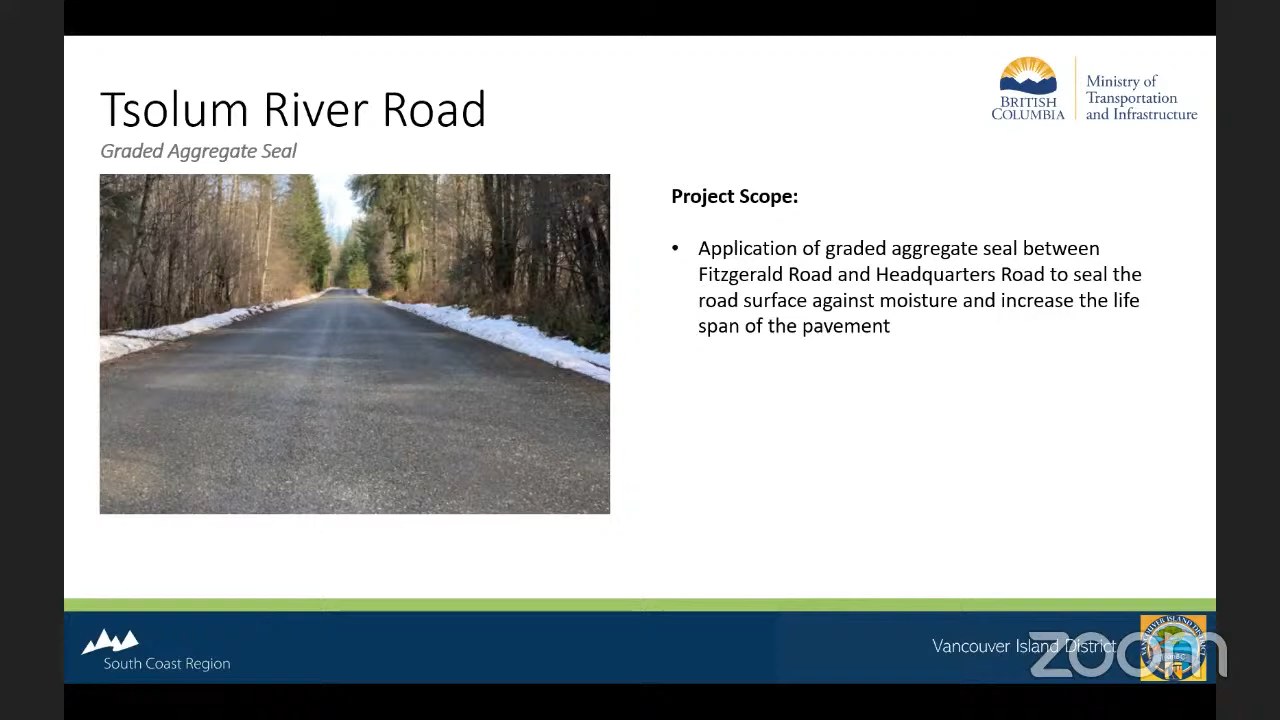 Tsolum River Road
Graded Aggregate Seal
BRITISH
COLUMBIA
Ministry of
Transportation
and Infrastructure
Project Scope:
• Application of graded aggregate seal between
Fitzgerald Road and Headquarters Road to seal the
road surface against moisture and increase the life
span of the pavement
South Coast Region
Vancouver Island District
zoom